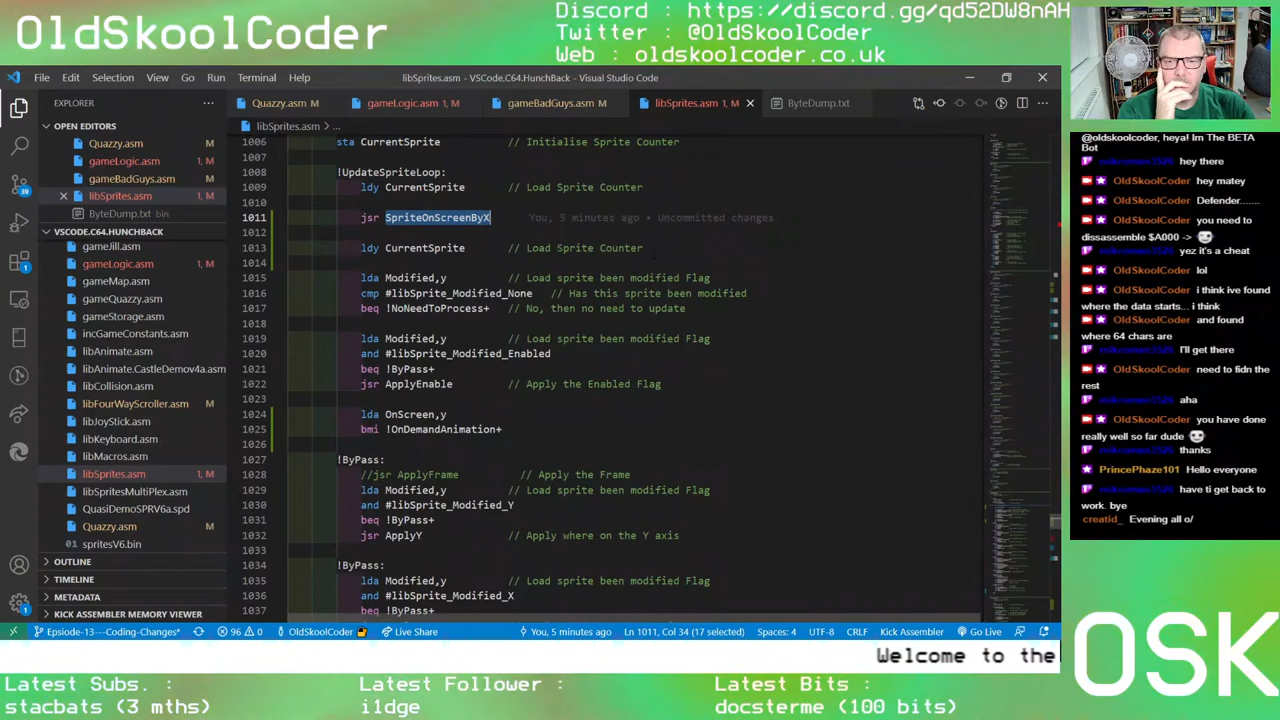 OldSkoolCoder
Discord : https://discord.gg/qd52DW8nAH
Twitter : @OldSkoolCoder
Web : oldskoolcoder.co.uk
File Edit Selection View Go Run Terminal Help
libSprites.asm - VSCode.C64.HunchBack - Visual Studio Code
EXPLORER
Quazzy.asm M
gameLogic.asm 1, M
gameBadGuys.asm M
libSprites.asm 1, M
ByteDump.txt
OPEN EDITORS
Quazzy.asm M
gameLogic.asm 1, M
gameBadGuys.asm M
libSprites.asm 1, M
ByteDump.txt bin
VSCODE.C64.HUNCHBACK
gameJill.asm
gameLogic.asm 1, M
gameMap.asm
gameStorage.asm
incGameConstants.asm
libAnimate.asm
libCollision.asm
libFourWayScroller.asm M
libJoystick.asm
libKeyboard.asm
libMacros.asm
libSprites.asm 1, M
libSpritesMultiPlex.asm
QuasiDemo-PRV6a.spd
Quazzy.asm M
spritesV6.bin
OUTLINE
TIMELINE
METADATA
KICK ASSEMBLER MEMORY VIEWER
libSprites.asm > ...
1006 sta CurrentSprite // Initialise Sprite Counter
1007
1008 !UpdateSpriteLoop:
1009 ldy CurrentSprite // Load Sprite Counter
1010
1011 jsr SpriteOnScreenByX You, 5 minutes ago • Uncommitted changes
1012
1013 ldy CurrentSprite // Load Sprite Counter
1014
1015 lda Modified,y // Load sprite been modified Flag
1016 cmp #libSprite_Modified_None // Has this sprite been modified
1017 beq !NoNeedToProcess+ // No, then no need to update
1018
1019 lda Modified,y // Load sprite been modified Flag
1020 and #libSprite_Modified_Enabled
1021 beq !ByPass+
1022 jsr ApplyEnable // Apply the Enabled Flag
1023
1024 lda OnScreen,y
1025 bmi !OnDemandAnimation+
1026
1027 !ByPass:
1028 //jsr ApplyFrame // Apply the Frame
1029 lda Modified,y // Load sprite been modified Flag
1030 and #libSprite_Modified_Y
1031 beq !ByPass+
1032 jsr ApplyY // Apply where on the Y axis
1033
1034 !ByPass:
1035 lda Modified,y // Load sprite been modified Flag
1036 and #libSprite_Modified_X
1037 beq !ByPass+
Epsiode-13---Coding-Changes* 96 0 OldSkoolCoder Live Share You, 5 minutes ago Ln 1011, Col 34 (17 selected) Spaces: 4 UTF-8 CRLF Kick Assembler Go Live
@oldskoolcoder, heya! Im The BETA
Bot
hey there
OldSkoolCoder hey matey
OldSkoolCoder
Defender.......
OldSkoolCoder you need to
dissassemble $A000 ->
yez it's a cheat
OldSkoolCoder lol
OldSkoolCoder i think ive found
where the data starts... i think
OldSkoolCoder and found
where 64 chars are
I'll get there
OldSkoolCoder need to fidn the
rest
aha
OldSkoolCoder you have done
really well so far dude
thanks
PrincePhaze101 Hello everyone
have ti get back to
work. bye
creatid_ Evening all o/
Welcome to the
OSK
Latest Subs. :
stacbats (3 mths)
Latest Follower :
i1dge
Latest Bits :
docsterme (100 bits)